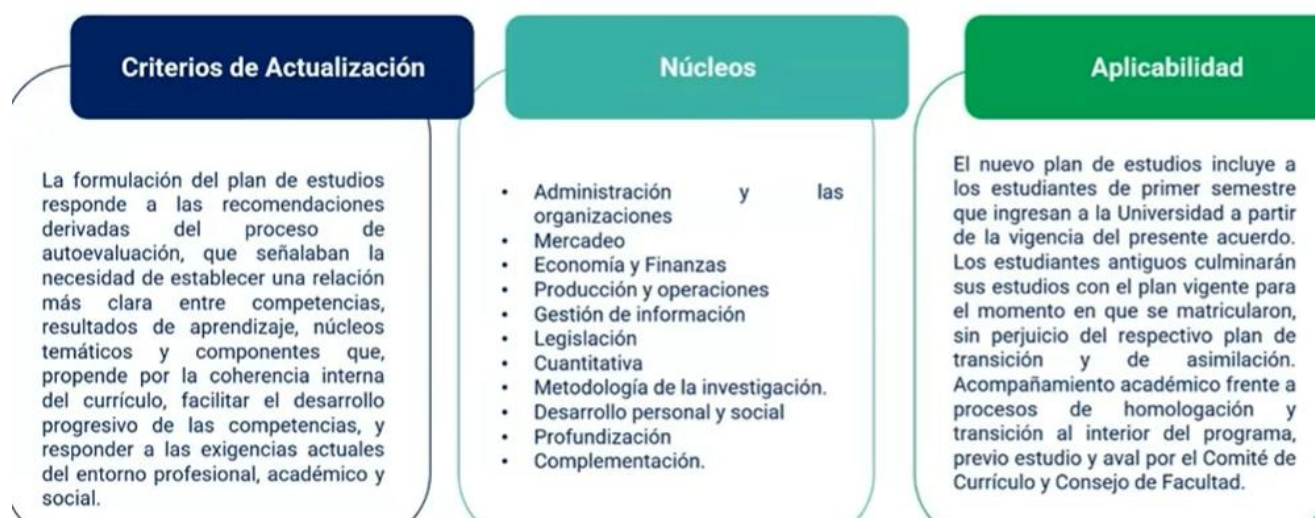 Criterios de Actualización
La formulación del plan de estudios
responde a las recomendaciones
derivadas del proceso de
autoevaluación, que señalaban la
necesidad de establecer una relación
más clara entre competencias,
resultados de aprendizaje, núcleos
temáticos y componentes que,
propende por la coherencia interna
del currículo, facilitar el desarrollo
progresivo de las competencias, y
responder a las exigencias actuales
del entorno profesional, académico y
social.
Núcleos
• Administración y las
organizaciones
• Mercadeo
• Economía y Finanzas
• Producción y operaciones
• Gestión de información
• Legislación
• Cuantitativa
• Metodología de la investigación.
• Desarrollo personal y social
• Profundización
• Complementación.
Aplicabilidad
El nuevo plan de estudios incluye a
los estudiantes de primer semestre
que ingresan a la Universidad a partir
de la vigencia del presente acuerdo.
Los estudiantes antiguos culminarán
sus estudios con el plan vigente para
el momento en que se matricularon,
sin perjuicio del respectivo plan de
transición y de asimilación.
Acompañamiento académico frente a
procesos de homologación y
transición al interior del programa,
previo estudio y aval por el Comité de
Currículo y Consejo de Facultad.